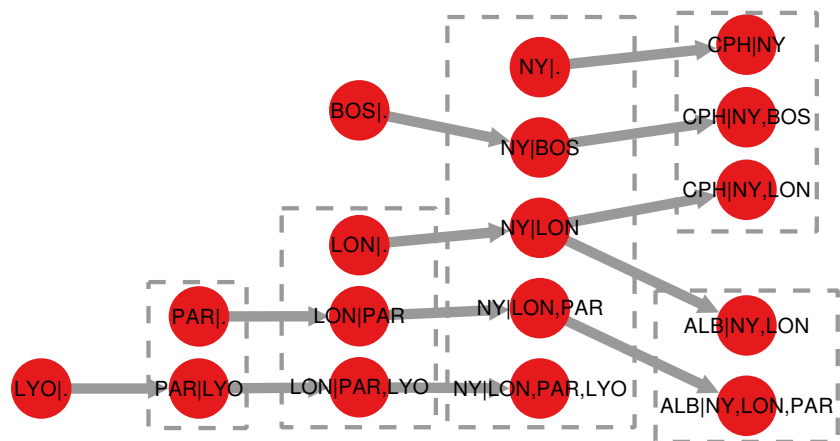 CPH|NY
NY|.
BOS|.
CPH|NY,BOS
NY|BOS
CPH|NY,LON
NY|LON
LON|.
NY|LON,PAR
PAR|.
LON|PAR
ALB|NY,LON
LYO|.
PAR|LYO
LON|PAR,LYO
NY|LON,PAR,LYO
ALB|NY,LON,PAR